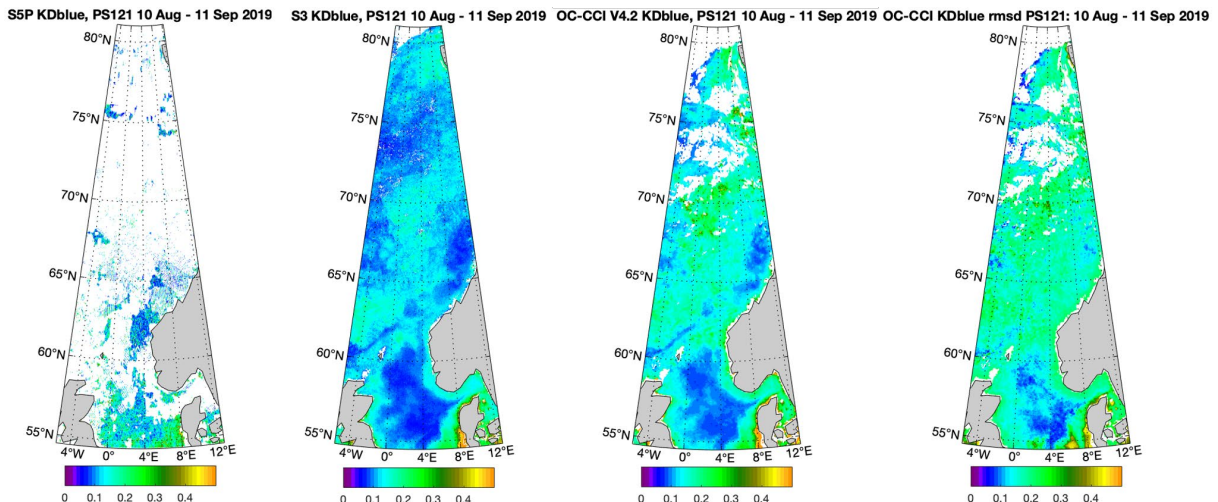 S5P KDblue, PS121 10 Aug - 11 Sep 2019
80°N
75°N
70°N
65°N
60°N
55°N
4°W 0° 4°E 8°E 12°E
0 0.1 0.2 0.3 0.4
S3 KDblue, PS121 10 Aug - 11 Sep 2019
80°N
75°N
70°N
65°N
60°N
55°N
4°W 0° 4°E 8°E 12°E
0 0.1 0.2 0.3 0.4
OC-CCI V4.2 KDblue, PS121 10 Aug - 11 Sep 2019
80°N
75°N
70°N
65°N
60°N
55°N
4°W 0° 4°E 8°E 12°E
0 0.1 0.2 0.3 0.4
OC-CCI KDblue rmsd PS121: 10 Aug - 11 Sep 2019
80°N
75°N
70°N
65°N
60°N
55°N
4°W 0° 4°E 8°E 12°E
0 0.1 0.2 0.3 0.4